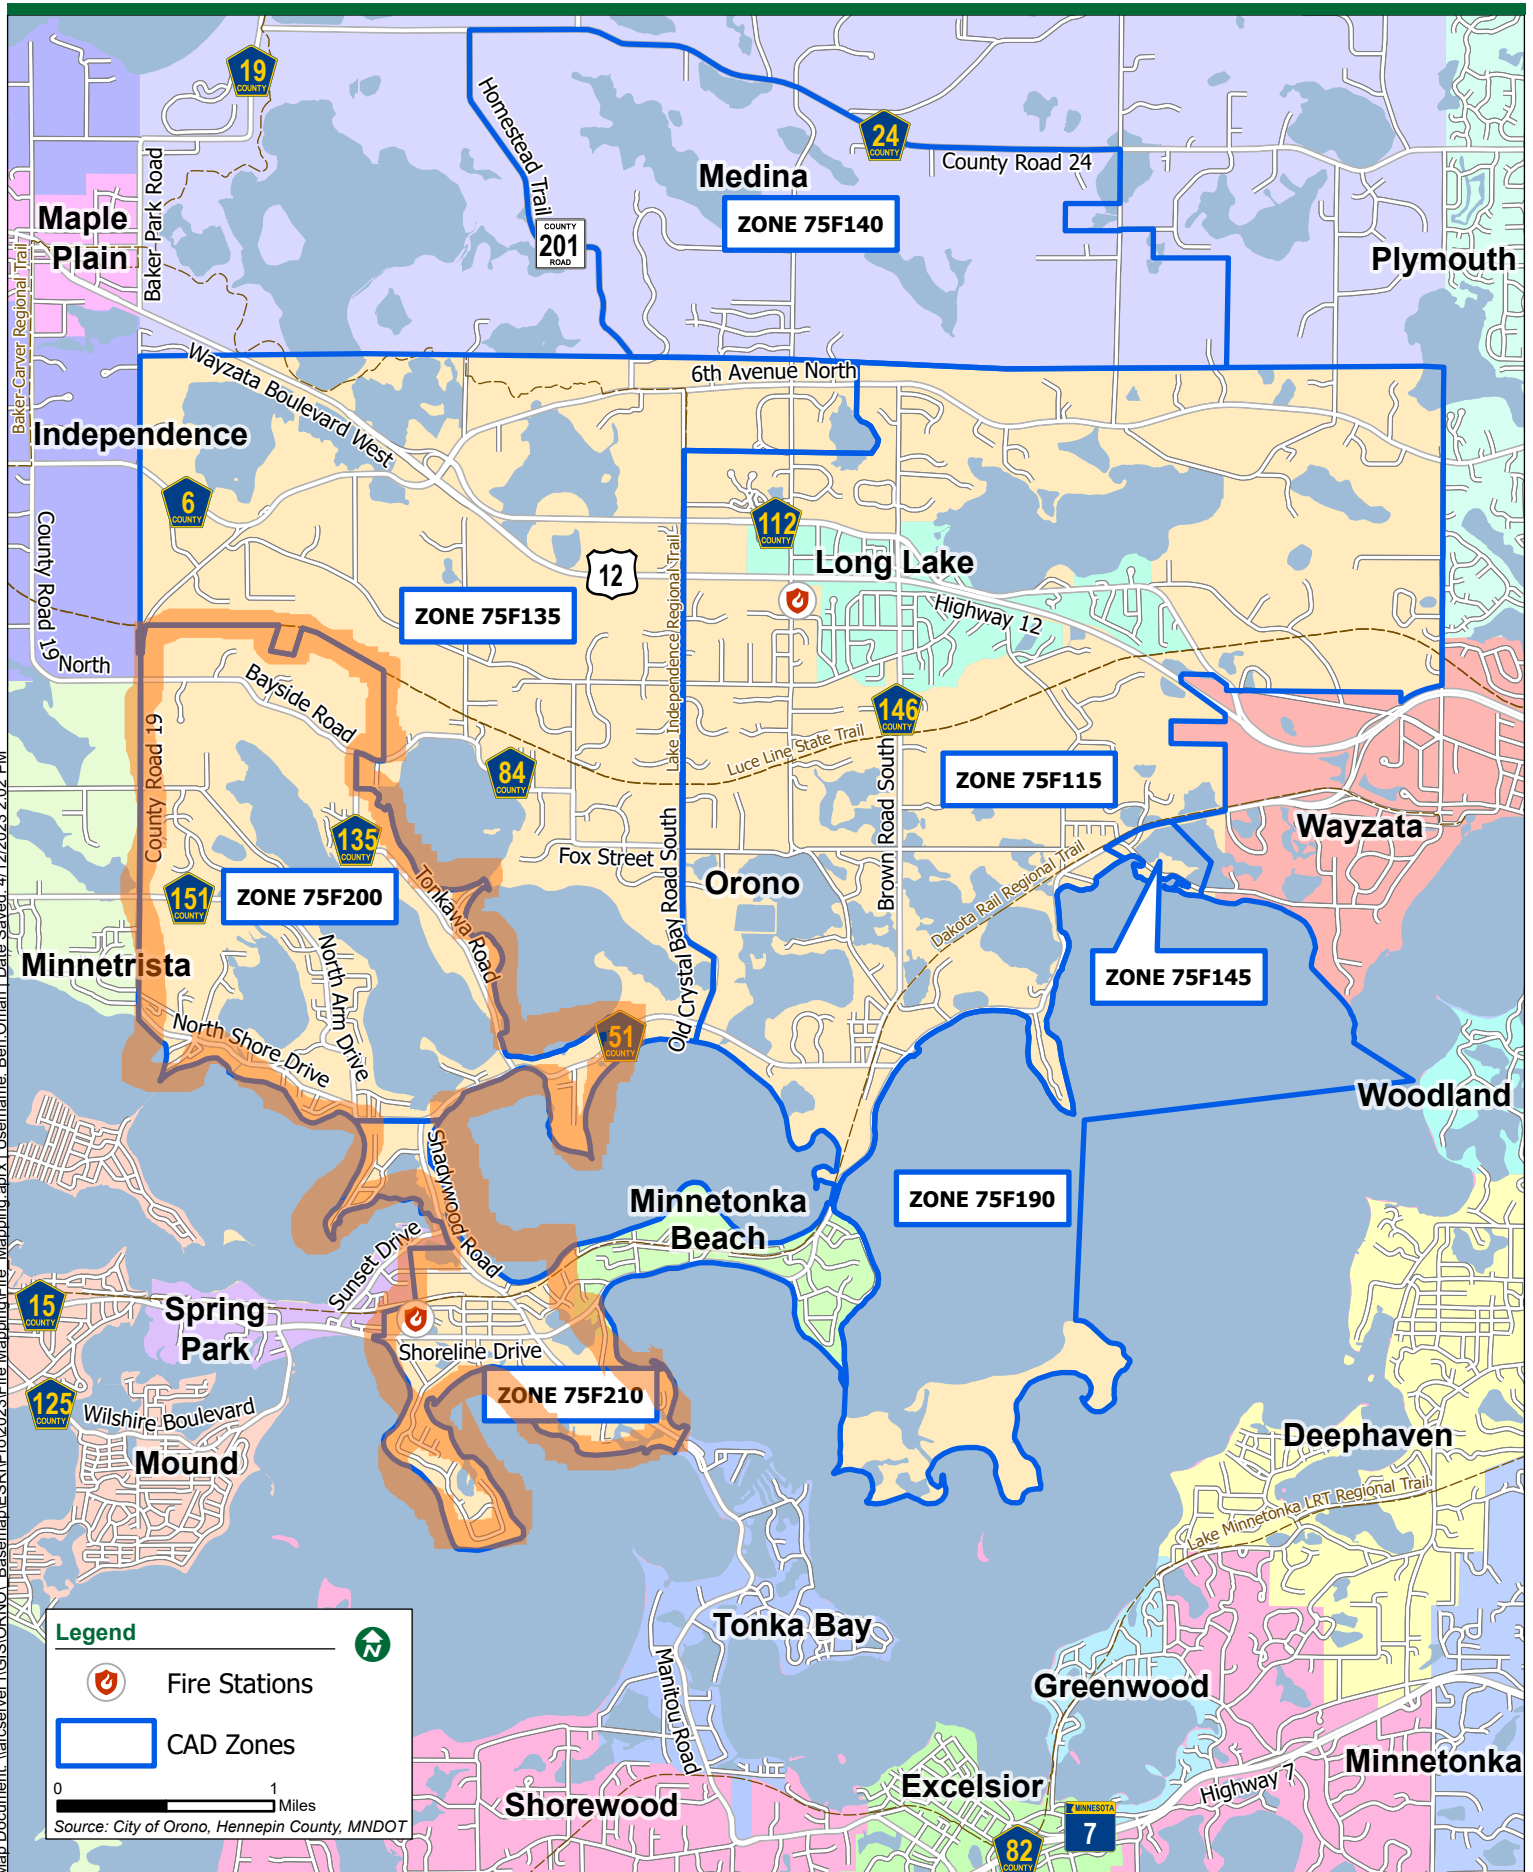 19
COUNTY
Homestead Trail
24
COUNTY
County Road 24
Medina
ZONE 75F140
COUNTY
201
ROAD
Baker Park Road
Maple
Plain
Plymouth
Baker-Carver Regional Trail
Wayzata Boulevard West
6th Avenue North
Independence
6
COUNTY
112
COUNTY
County Road 19 North
Long Lake
12
ZONE 75F135
Highway 12
Lake Independence Regional Trail
Bayside Road
146
COUNTY
County Road 19
84
COUNTY
Luce Line State Trail
ZONE 75F115
Brown Road South
Wayzata
135
COUNTY
Fox Street
Old Crystal Bay Road South
Orono
Tonkawa Road
151
COUNTY
ZONE 75F200
Dakota Rail Regional Trail
Minnetrista
North Arm Drive
ZONE 75F145
North Shore Drive
51
COUNTY
Woodland
Shadywood Road
Minnetonka
Beach
ZONE 75F190
Sunset Drive
15
COUNTY
Spring
Park
Shoreline Drive
ZONE 75F210
125
COUNTY
Wilshire Boulevard
Mound
Deephaven
Lake Minnetonka LRT Regional Trail
Tonka Bay
Manitou Road
Greenwood
Minnetonka
Excelsior
Highway 7
Shorewood
MINNESOTA
7
82
COUNTY
Legend
N
Fire Stations
CAD Zones
0 1
Miles
Source: City of Orono, Hennepin County, MNDOT